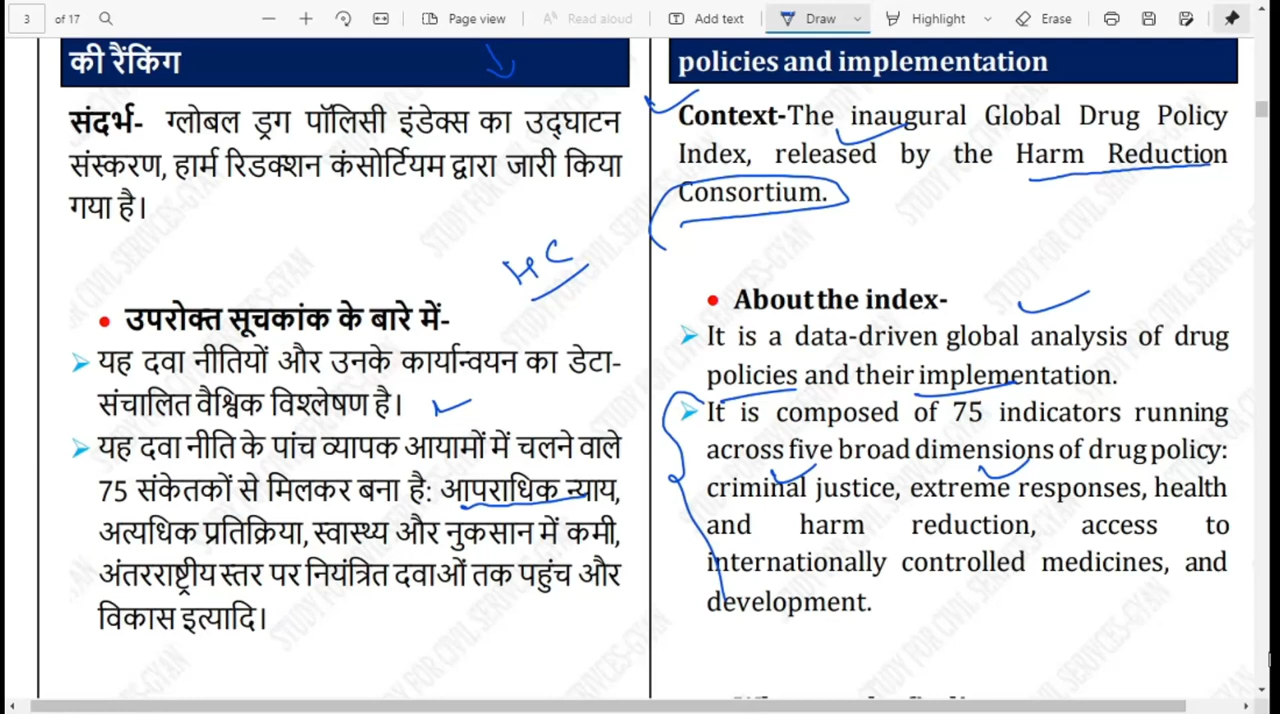 3 of 17 Page view Read aloud Add text Draw Highlight Erase
की रैंकिंग
संदर्भ- ग्लोबल ड्रग पॉलिसी इंडेक्स का उद्घाटन
संस्करण, हार्म रिडक्शन कंसोर्टियम द्वारा जारी किया
गया है।
HC
• उपरोक्त सूचकांक के बारे में-
यह दवा नीतियों और उनके कार्यान्वयन का डेटा-
संचालित वैश्विक विश्लेषण है।
यह दवा नीति के पांच व्यापक आयामों में चलने वाले
75 संकेतकों से मिलकर बना है: आपराधिक न्याय,
अत्यधिक प्रतिक्रिया, स्वास्थ्य और नुकसान में कमी,
अंतरराष्ट्रीय स्तर पर नियंत्रित दवाओं तक पहुंच और
विकास इत्यादि।
policies and implementation
Context-The inaugural Global Drug Policy
Index, released by the Harm Reduction
Consortium.
• About the index-
It is a data-driven global analysis of drug
policies and their implementation.
It is composed of 75 indicators running
across five broad dimensions of drug policy:
criminal justice, extreme responses, health
and harm reduction, access to
internationally controlled medicines, and
development.
STUDY FOR CIVIL SERIVCES-GYAN